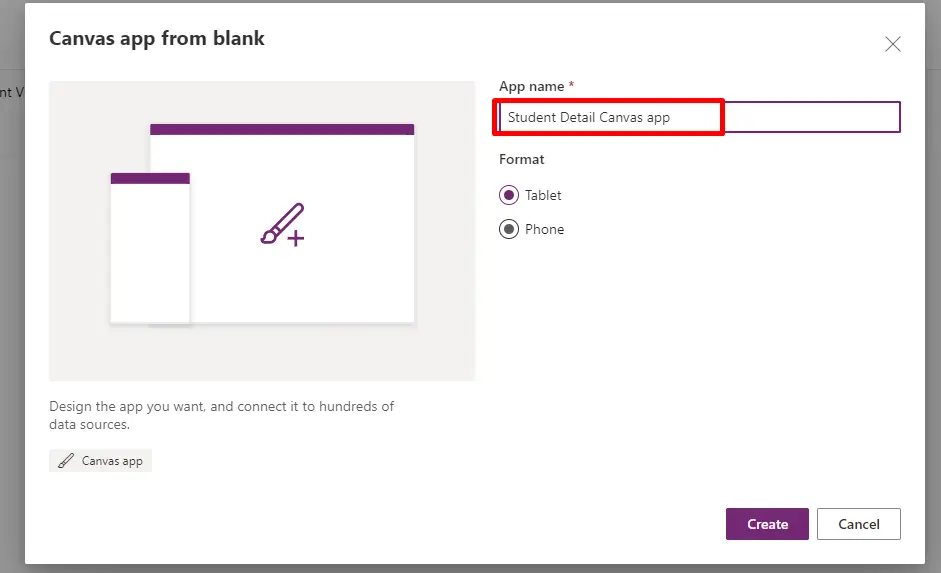 Canvas app from blank
nt V
App name *
Student Detail Canvas app
Format
Tablet
Phone
Design the app you want, and connect it to hundreds of
data sources.
Canvas app
Create
Cancel